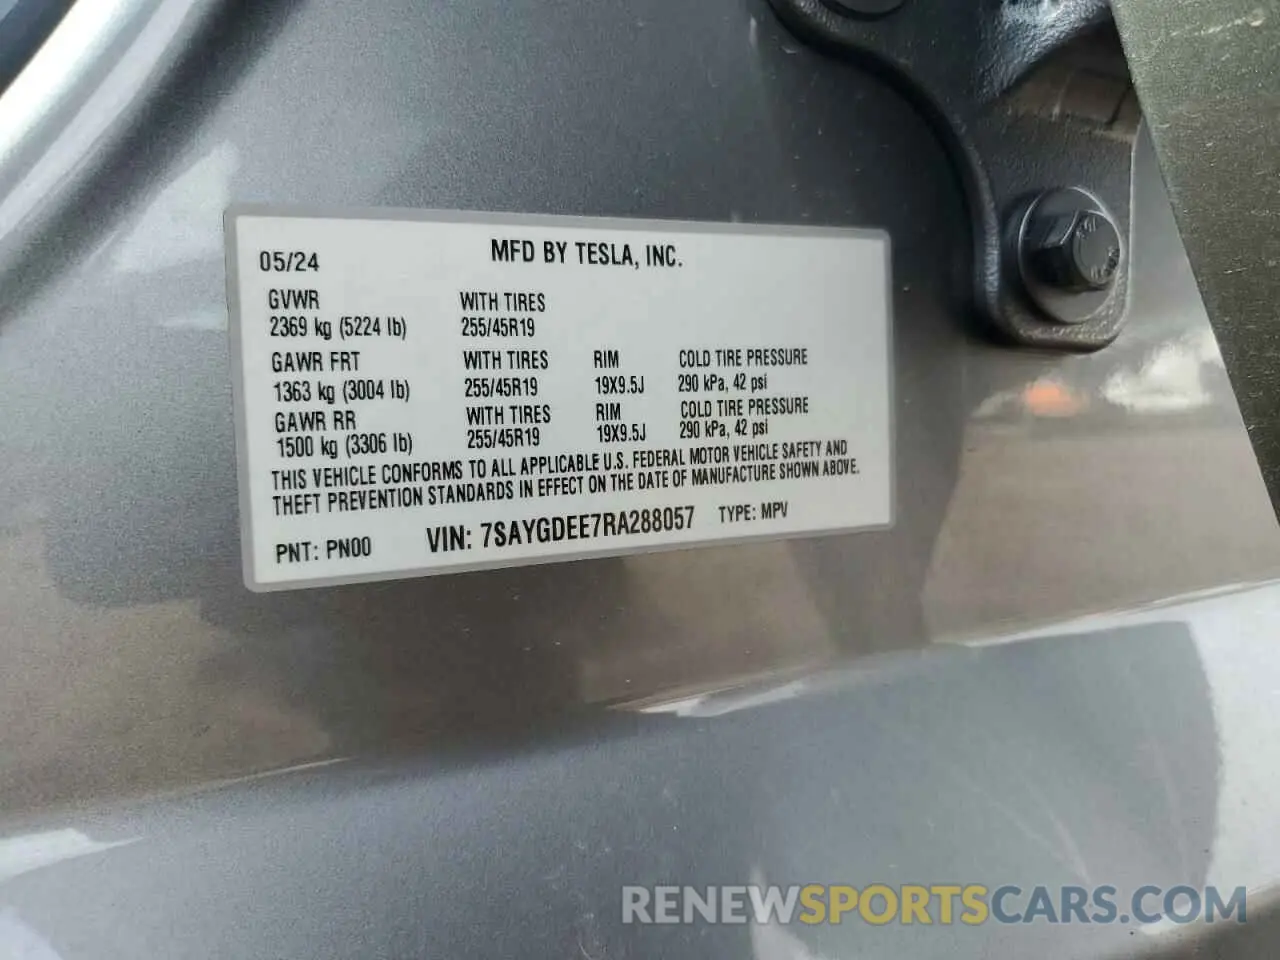 05/24 MFD BY TESLA, INC.
GVWR WITH TIRES
2369 kg (5224 lb) 255/45R19
GAWR FRT WITH TIRES RIM COLD TIRE PRESSURE
1363 kg (3004 lb) 255/45R19 19X9.5J 290 kPa, 42 psi
GAWR RR WITH TIRES RIM COLD TIRE PRESSURE
1500 kg (3306 lb) 255/45R19 19X9.5J 290 kPa, 42 psi
THIS VEHICLE CONFORMS TO ALL APPLICABLE U.S. FEDERAL MOTOR VEHICLE SAFETY AND
THEFT PREVENTION STANDARDS IN EFFECT ON THE DATE OF MANUFACTURE SHOWN ABOVE.
PNT: PN00 VIN: 7SAYGDEE7RA288057 TYPE: MPV
RENEWSPORTSCARS.COM